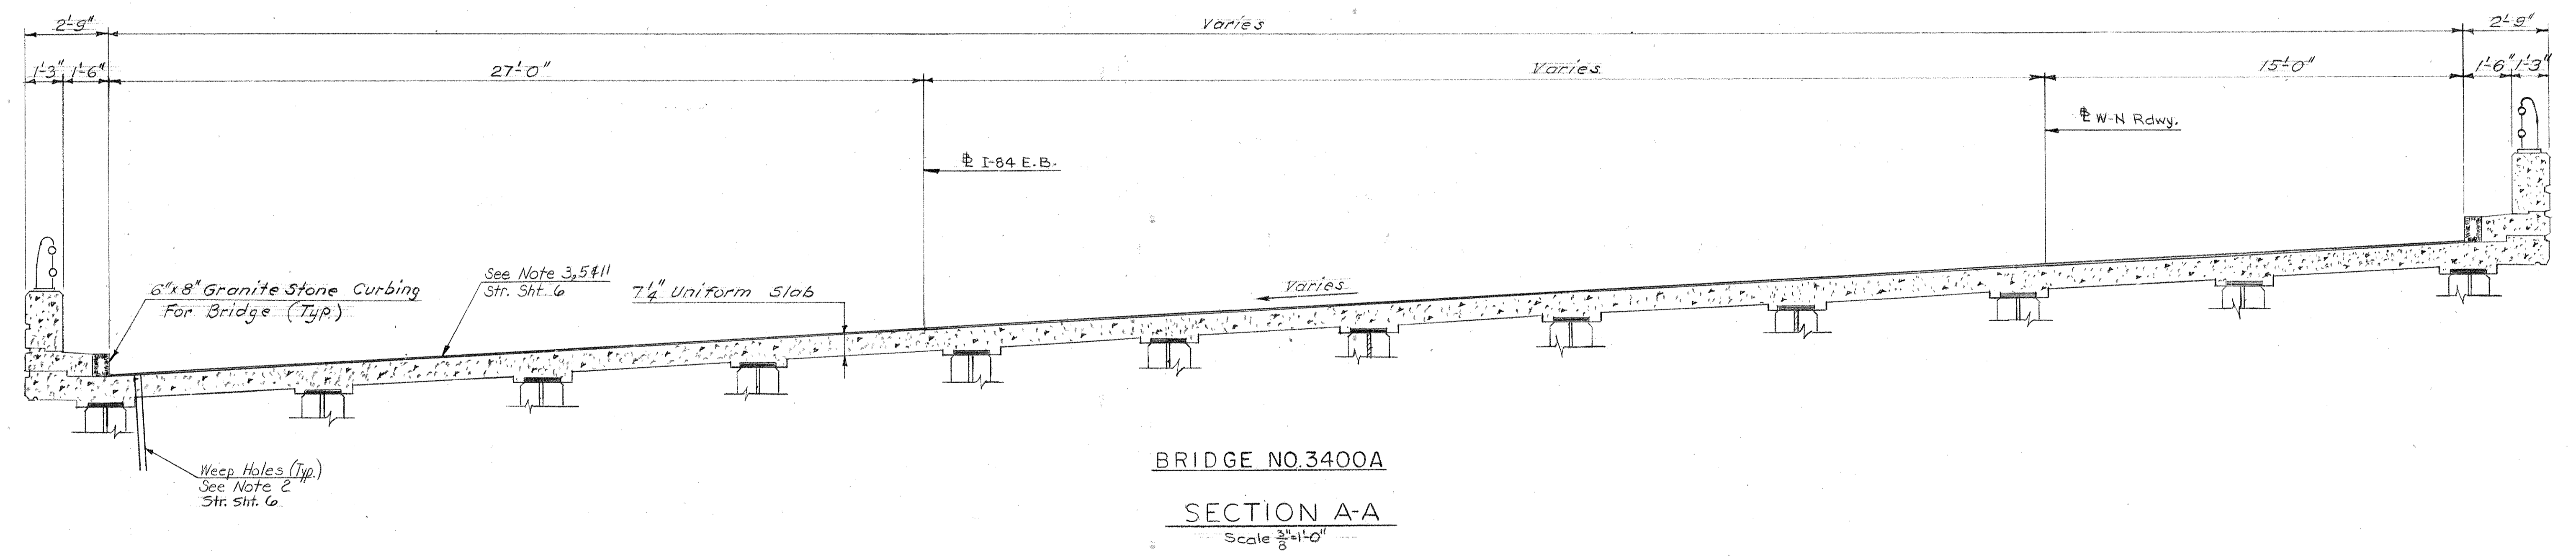 2'-9"
Varies
2'-9"
1'-3"
1'-6"
27'-0"
Varies
15'-0"
1'-6"
1'-3"
℄ W-N Rdwy.
℄ I-84 E.B.
See Note 3,5¢11
Str. Sht. 6
6"x8" Granite Stone Curbing
For Bridge (Typ.)
7¼" Uniform Slab
Varies
Weep Holes (Typ.)
See Note 2
Str. Sht. 6
BRIDGE NO. 3400A
SECTION A-A
Scale 3/8"=1'-0"